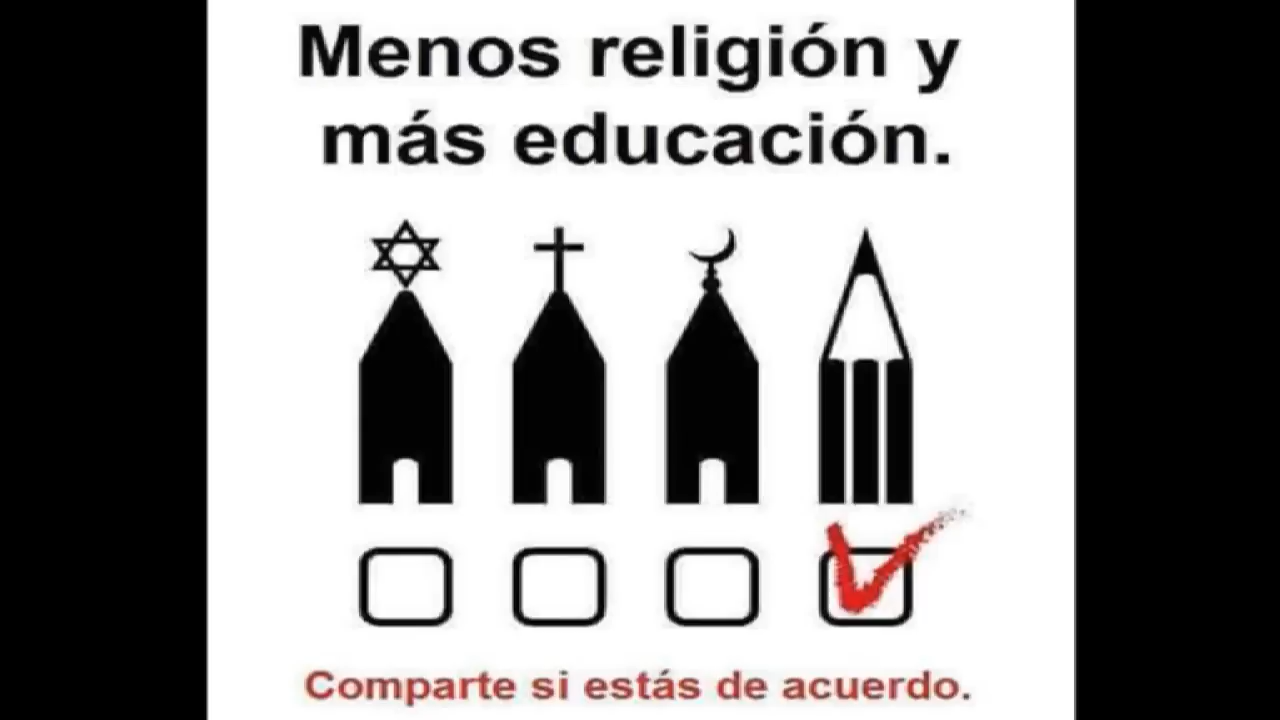 Menos religión y
más educación.
Comparte si estás de acuerdo.